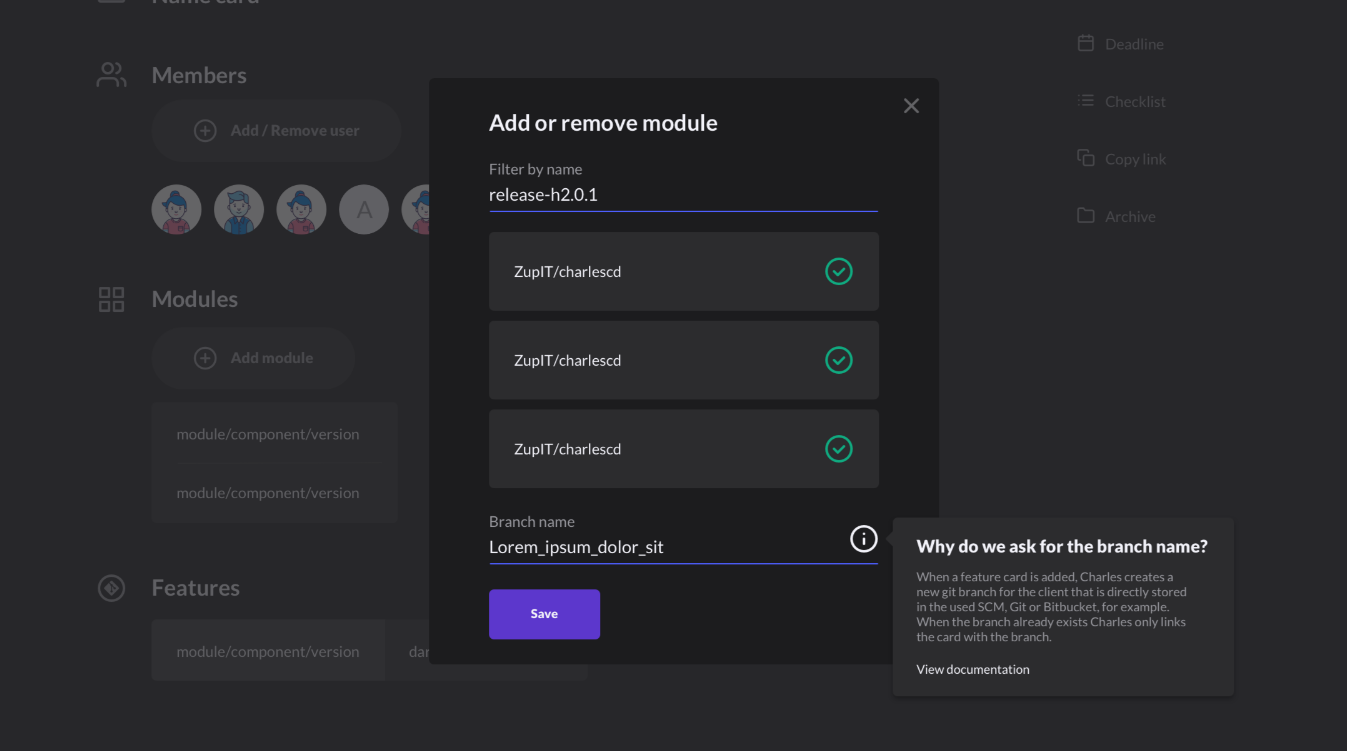 Name card
Members
Add / Remove user
A
Modules
Add module
module/component/version
module/component/version
Features
module/component/version
Deadline
Checklist
Copy link
Archive
Add or remove module
Filter by name
release-h2.0.1
ZupIT/charlescd
ZupIT/charlescd
ZupIT/charlescd
Branch name
Lorem_ipsum_dolor_sit
Save
Why do we ask for the branch name?
When a feature card is added, Charles creates a
new git branch for the client that is directly stored
in the used SCM, Git or Bitbucket, for example.
When the branch already exists Charles only links
the card with the branch.
View documentation